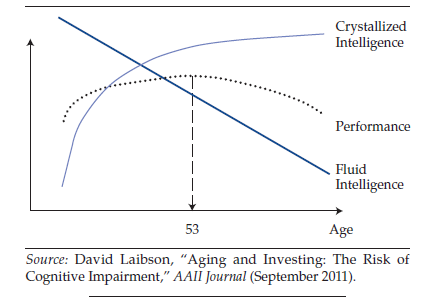 Crystallized
Intelligence
Performance
Fluid
Intelligence
53
Age
Source: David Laibson, “Aging and Investing: The Risk of
Cognitive Impairment,” AAII Journal (September 2011).